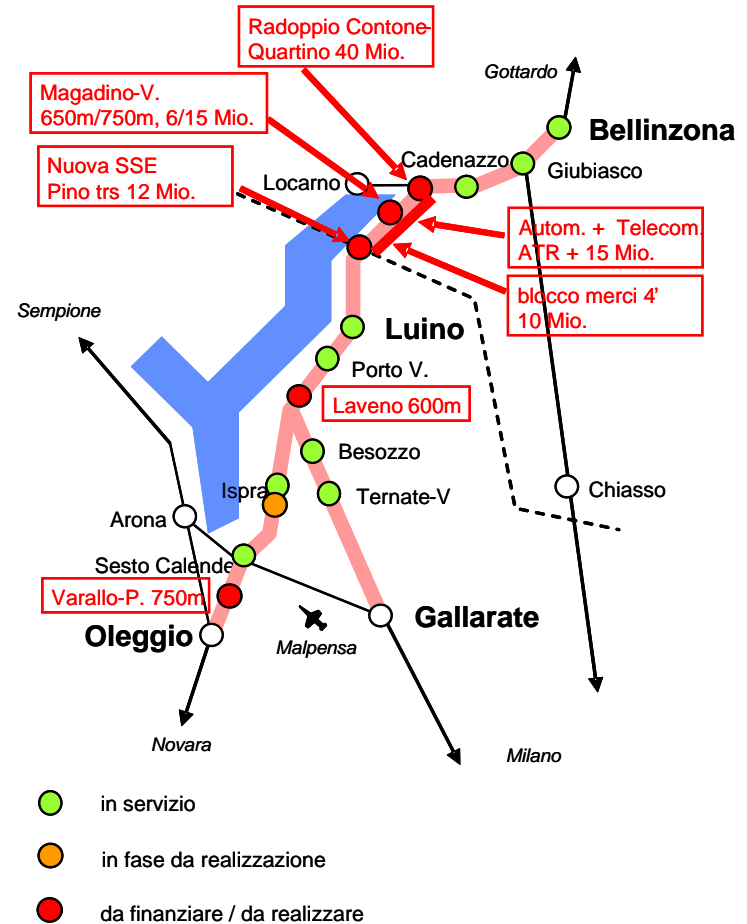 Radoppio Contone-
Quartino 40 Mio.
Gottardo
Magadino-V.
650m/750m, 6/15 Mio.
Bellinzona
Cadenazzo
Giubiasco
Nuova SSE
Pino trs 12 Mio.
Locarno
Autom. + Telecom.
ATR + 15 Mio.
blocco merci 4'
10 Mio.
Sempione
Luino
Porto V.
Laveno 600m
Besozzo
Ispra
Ternate-V
Chiasso
Arona
Sesto Calende
Varallo-P. 750m
Oleggio
Gallarate
Malpensa
Novara
Milano
in servizio
in fase da realizzazione
da finanziare / da realizzare